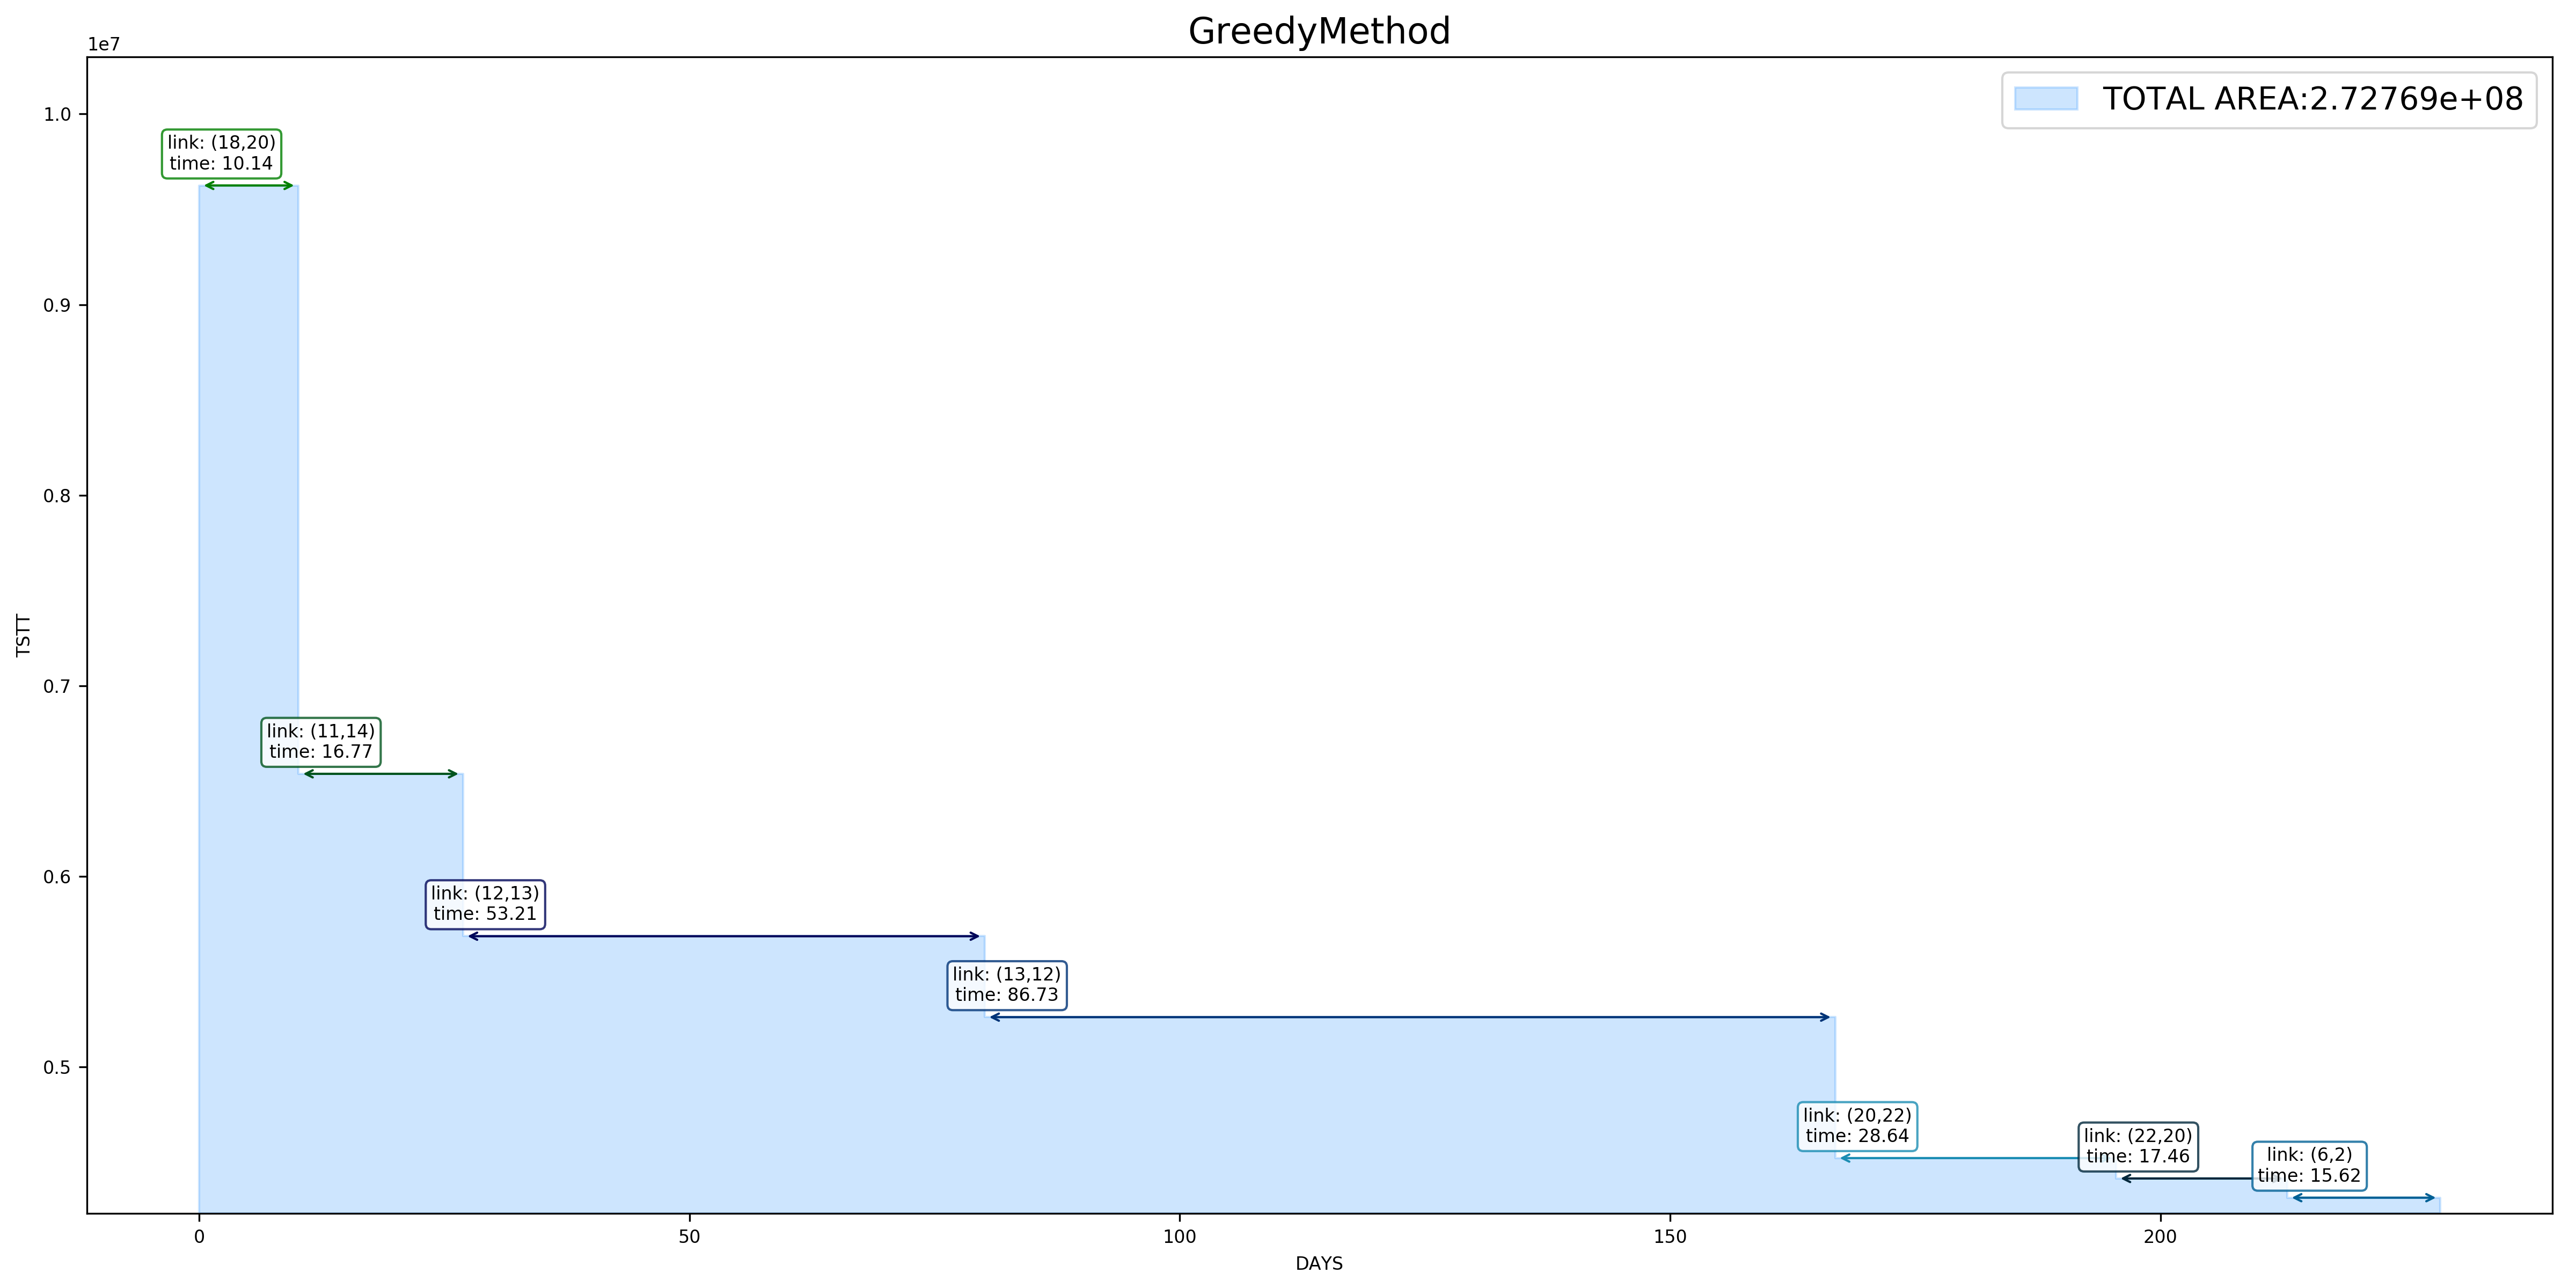 GreedyMethod
1e7
TOTAL AREA:2.72769e+08
1.0
link: (18,20)
time: 10.14
0.9
0.8
0.7
link: (11,14)
time: 16.77
TSTT
0.6
link: (12,13)
time: 53.21
link: (13,12)
time: 86.73
0.5
link: (20,22)
time: 28.64
link: (22,20)
time: 17.46
link: (6,2)
time: 15.62
0
50
100
150
200
DAYS